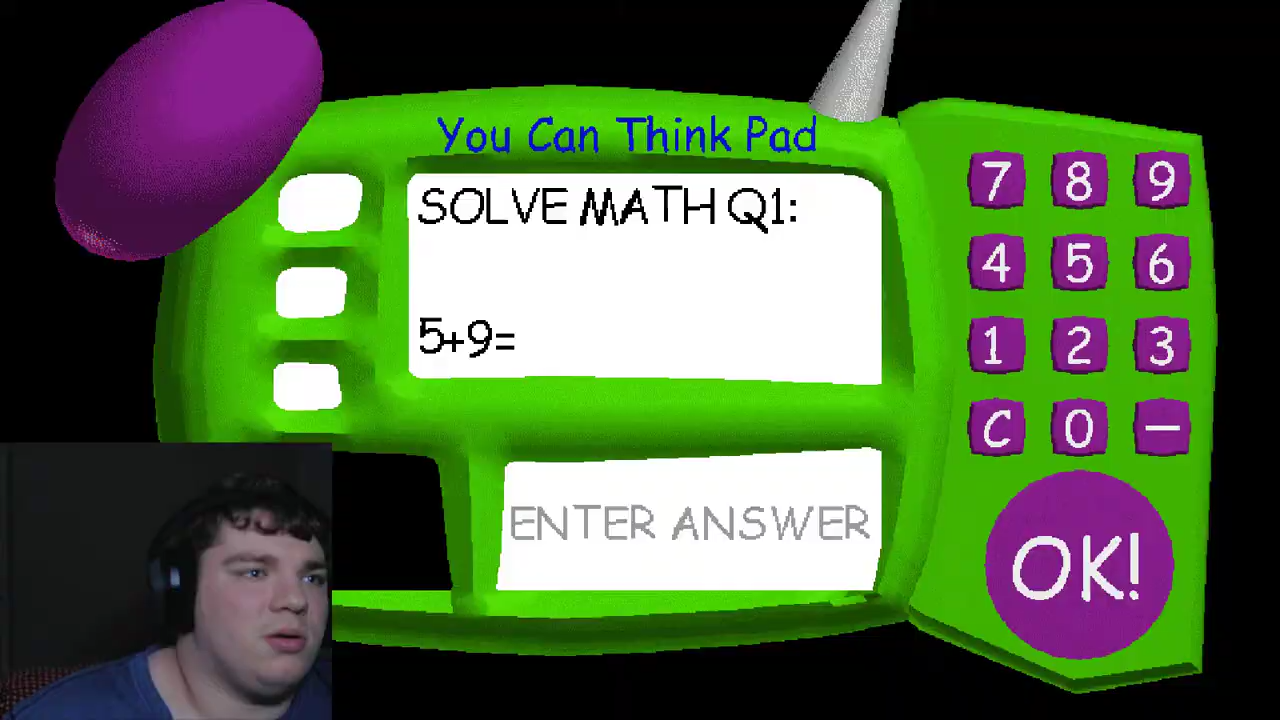 You Can Think Pad
SOLVE MATH Q1:
5+9=
ENTER ANSWER
7 8 9
4 5 6
1 2 3
C 0 —
OK!